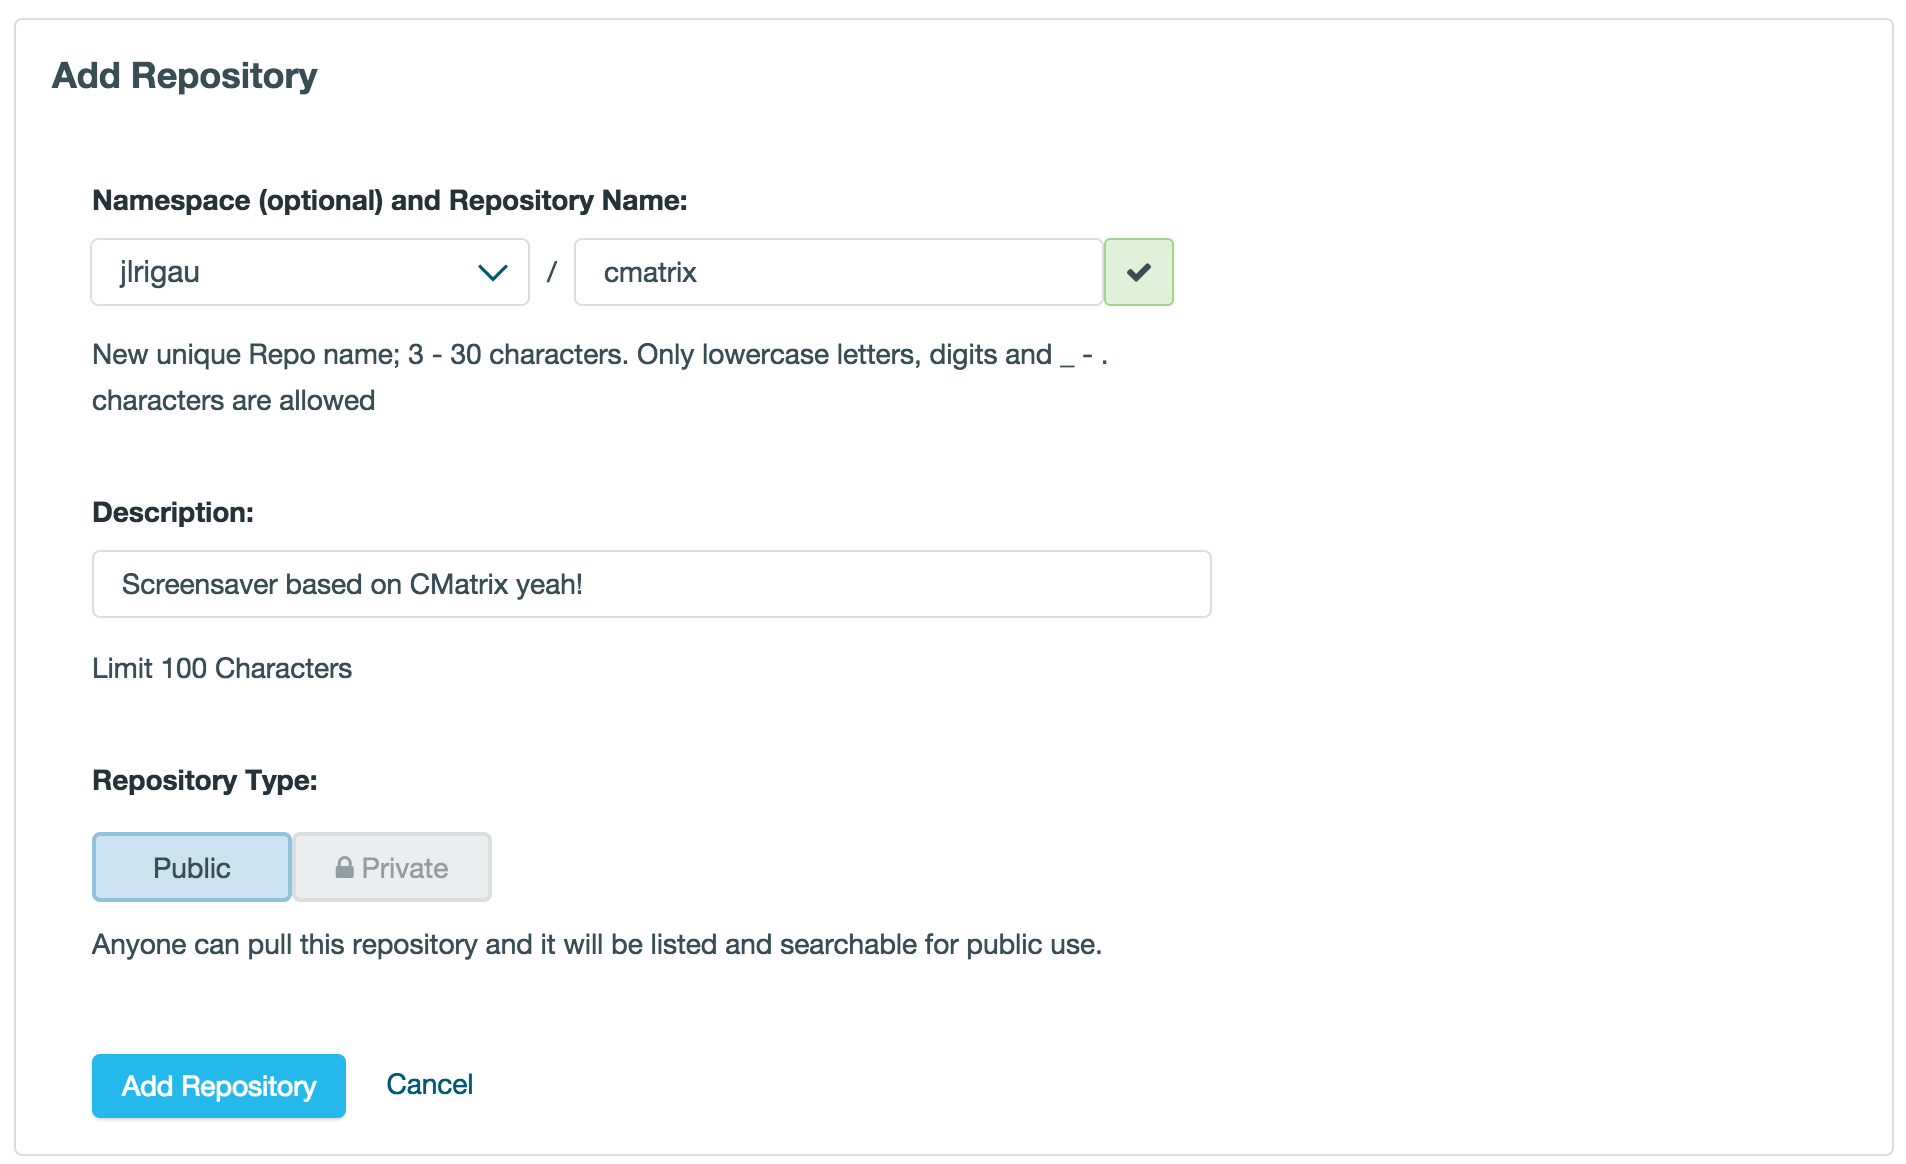 Add Repository
Namespace (optional) and Repository Name:
jlrigau / cmatrix
New unique Repo name; 3 - 30 characters. Only lowercase letters, digits and _ - .
characters are allowed
Description:
Screensaver based on CMatrix yeah!
Limit 100 Characters
Repository Type:
Public Private
Anyone can pull this repository and it will be listed and searchable for public use.
Add Repository Cancel